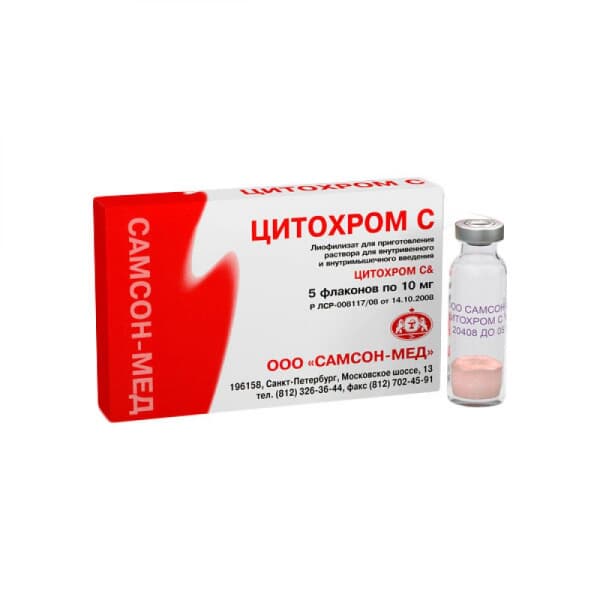 ЦИТОХРОМ С
САМСОН-МЕД
ЦИТОХРОМ С
Лиофилизат для приготовления
раствора для внутривенного
и внутримышечного введения
ЦИТОХРОМ С&
5 флаконов по 10 мг
Р ЛСР-008117/08 от 14.10.2008
ООО «САМСОН-МЕД»
196158, Санкт-Петербург, Московское шоссе, 13
тел. (812) 326-36-44, факс (812) 702-45-91
ОО САМСОН
ИТОХРОМ С
20408 ДО 05